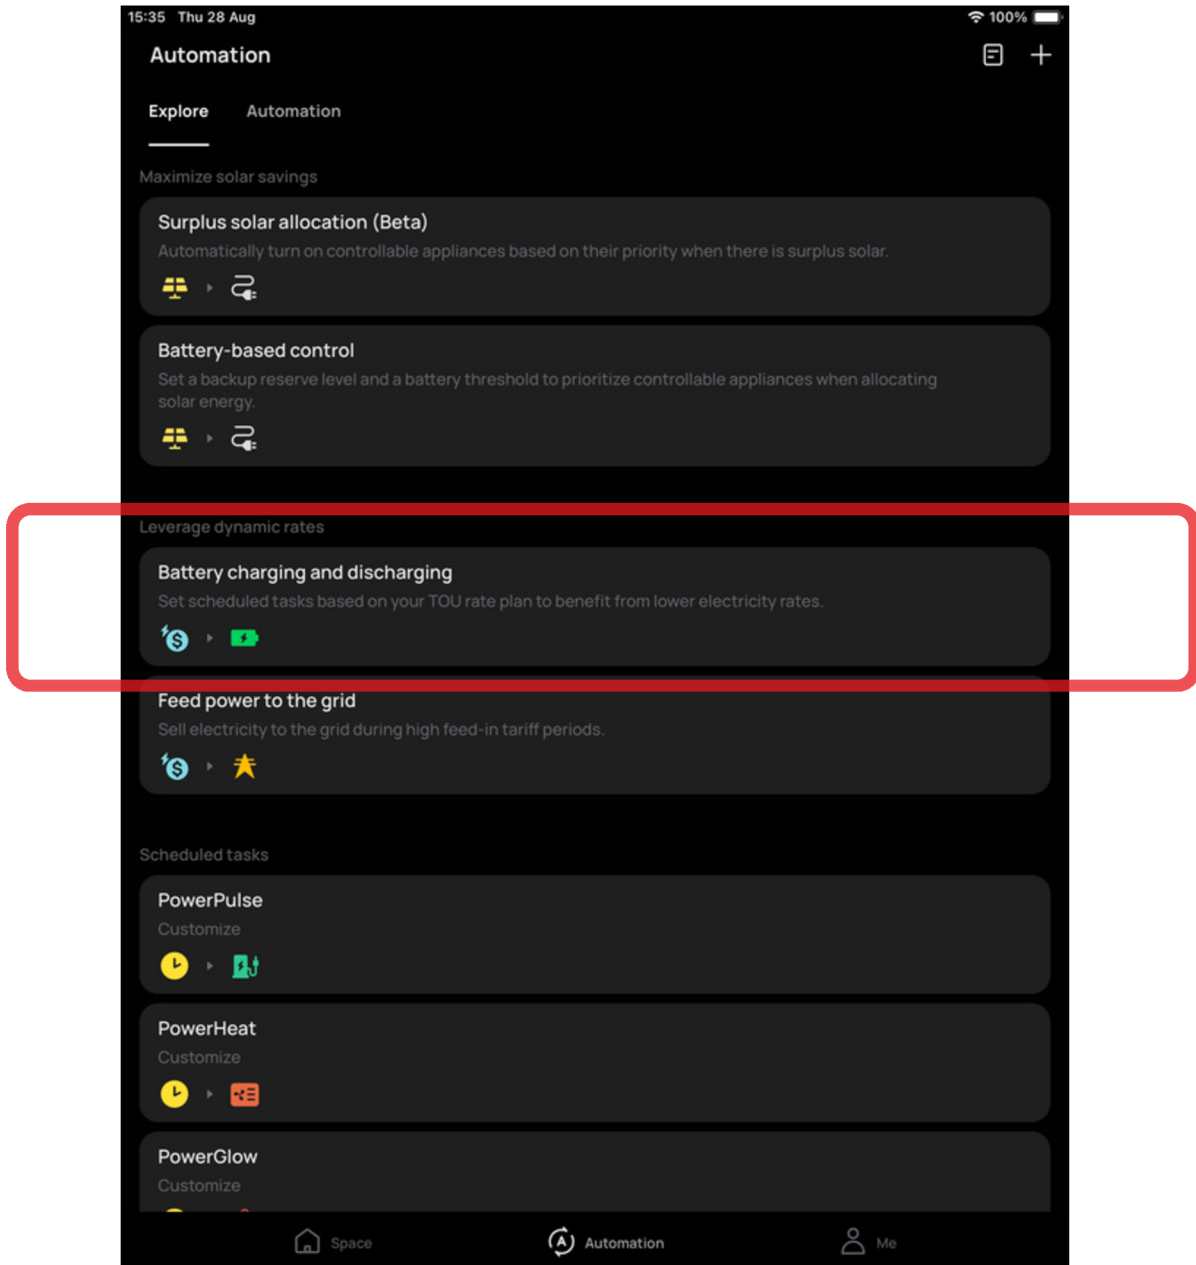 15:35 Thu 28 Aug
100%
Automation
Explore Automation
Maximize solar savings
Surplus solar allocation (Beta)
Automatically turn on controllable appliances based on their priority when there is surplus solar.
Battery-based control
Set a backup reserve level and a battery threshold to prioritize controllable appliances when allocating
solar energy.
Leverage dynamic rates
Battery charging and discharging
Set scheduled tasks based on your TOU rate plan to benefit from lower electricity rates.
Feed power to the grid
Sell electricity to the grid during high feed-in tariff periods.
Scheduled tasks
PowerPulse
Customize
PowerHeat
Customize
PowerGlow
Customize
Space Automation Me